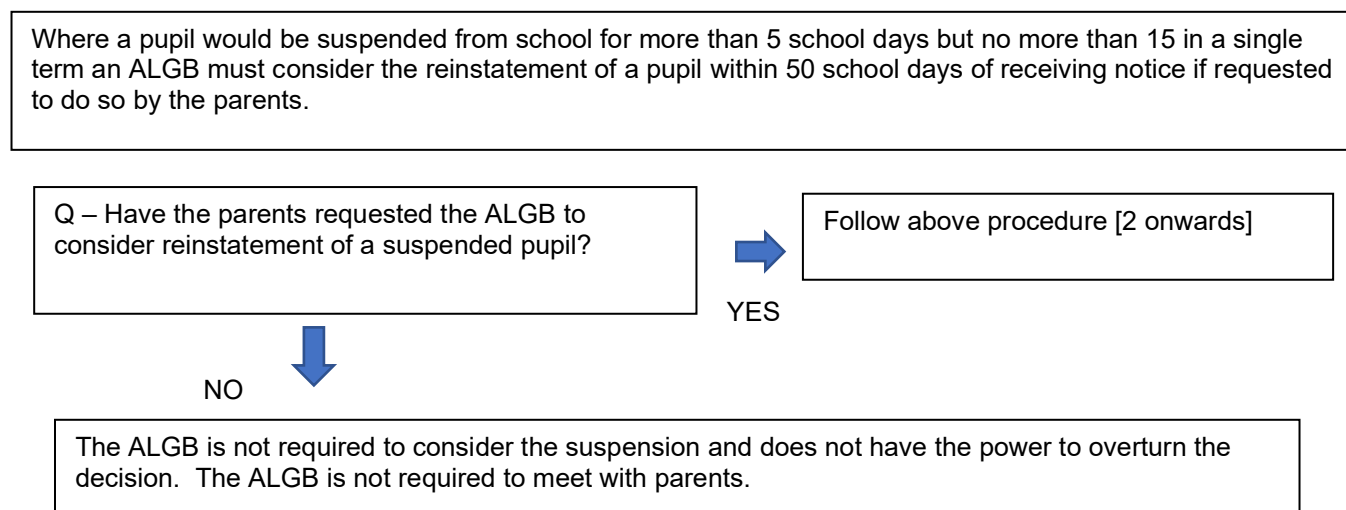 Where a pupil would be suspended from school for more than 5 school days but no more than 15 in a single
term an ALGB must consider the reinstatement of a pupil within 50 school days of receiving notice if requested
to do so by the parents.
Q – Have the parents requested the ALGB to
consider reinstatement of a suspended pupil?
Follow above procedure [2 onwards]
YES
NO
The ALGB is not required to consider the suspension and does not have the power to overturn the
decision.  The ALGB is not required to meet with parents.